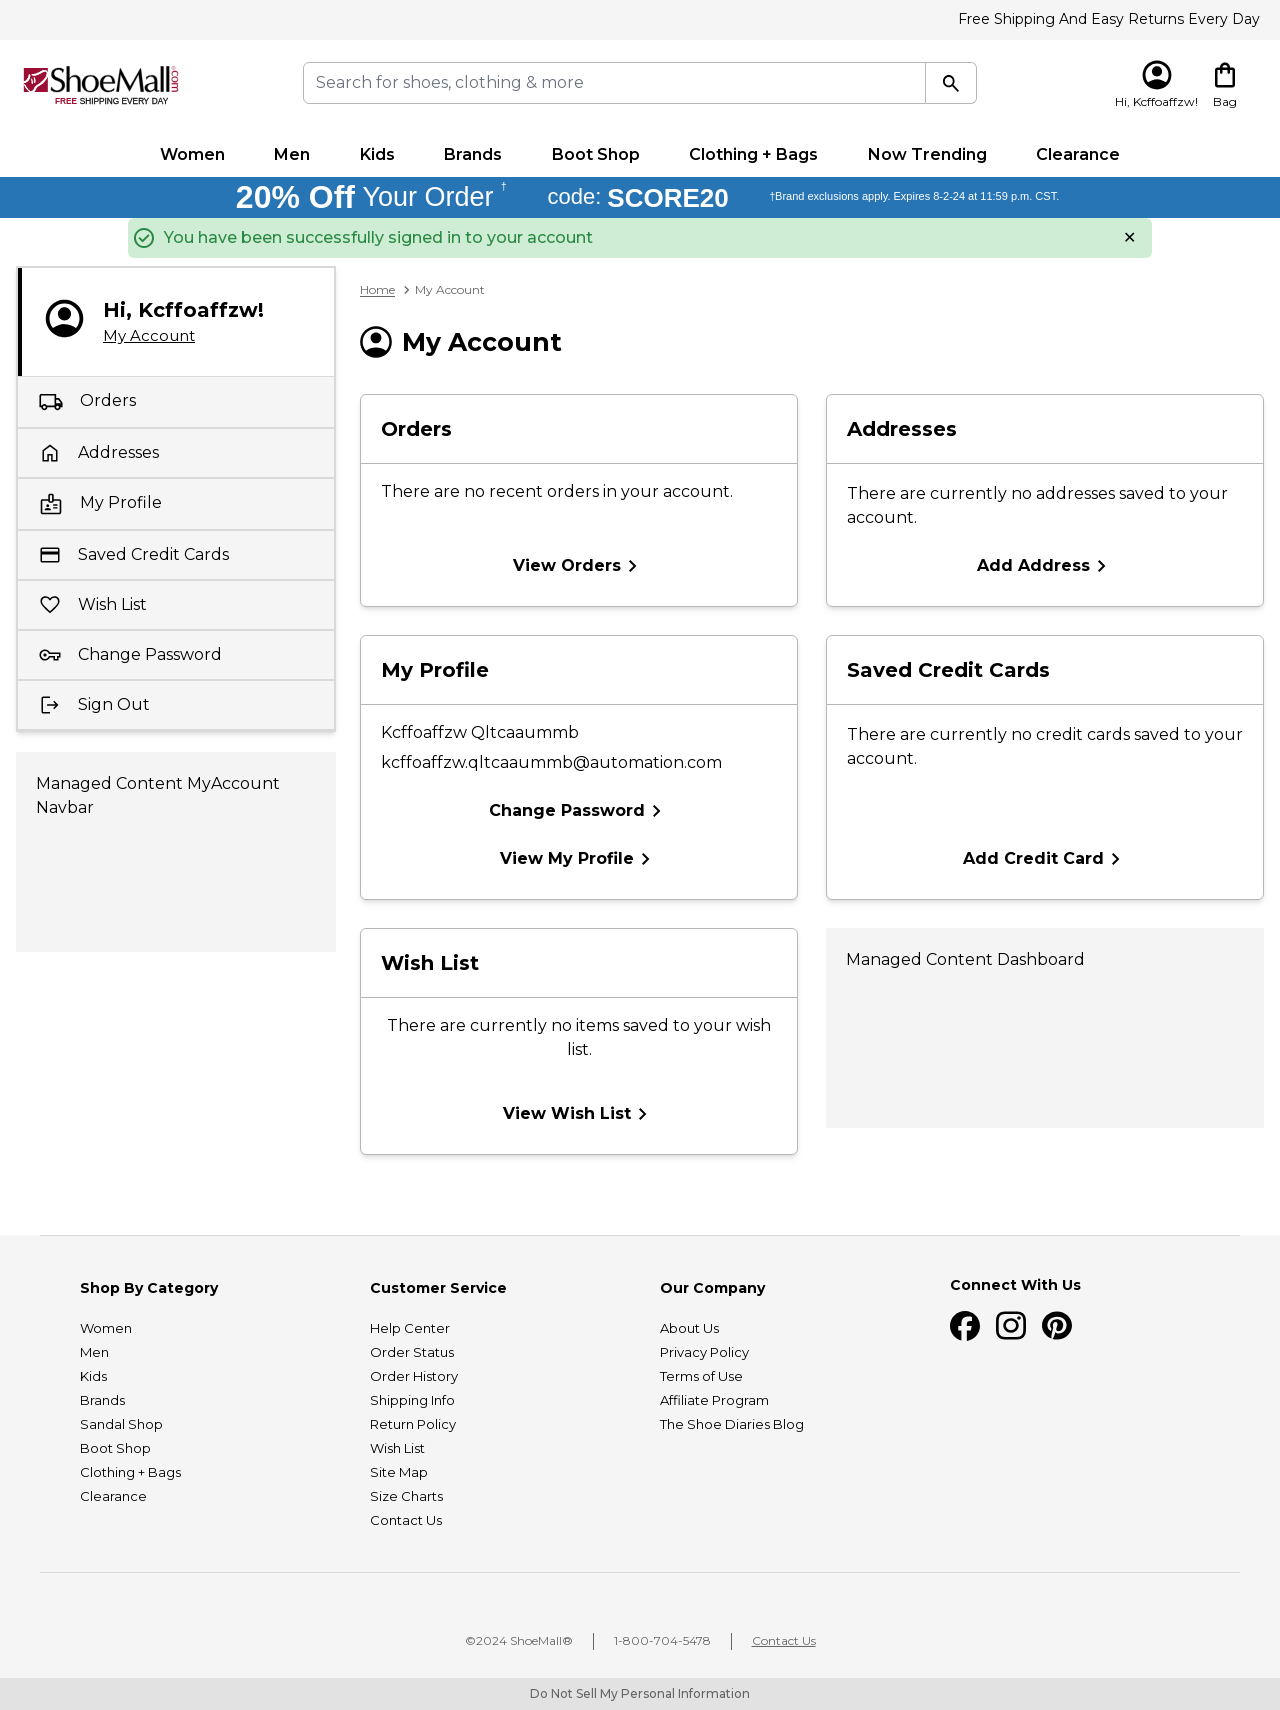 Free Shipping And Easy Returns Every Day
ShoeMall.com®
FREE SHIPPING EVERY DAY
Search for shoes, clothing & more
Hi, Kcffoaffzw!
Bag
Women Men Kids Brands Boot Shop Clothing + Bags Now Trending Clearance
20% Off Your Order † code: SCORE20 †Brand exclusions apply. Expires 8-2-24 at 11:59 p.m. CST.
You have been successfully signed in to your account
Hi, Kcffoaffzw!
My Account
Orders
Addresses
My Profile
Saved Credit Cards
Wish List
Change Password
Sign Out
Managed Content MyAccount
Navbar
Home > My Account
My Account
Orders
There are no recent orders in your account.
View Orders
Addresses
There are currently no addresses saved to your
account.
Add Address
My Profile
Kcffoaffzw Qltcaaummb
kcffoaffzw.qltcaaummb@automation.com
Change Password
View My Profile
Saved Credit Cards
There are currently no credit cards saved to your
account.
Add Credit Card
Wish List
There are currently no items saved to your wish
list.
View Wish List
Managed Content Dashboard
Shop By Category
Women
Men
Kids
Brands
Sandal Shop
Boot Shop
Clothing + Bags
Clearance
Customer Service
Help Center
Order Status
Order History
Shipping Info
Return Policy
Wish List
Site Map
Size Charts
Contact Us
Our Company
About Us
Privacy Policy
Terms of Use
Affiliate Program
The Shoe Diaries Blog
Connect With Us
©2024 ShoeMall® 1-800-704-5478 Contact Us
Do Not Sell My Personal Information